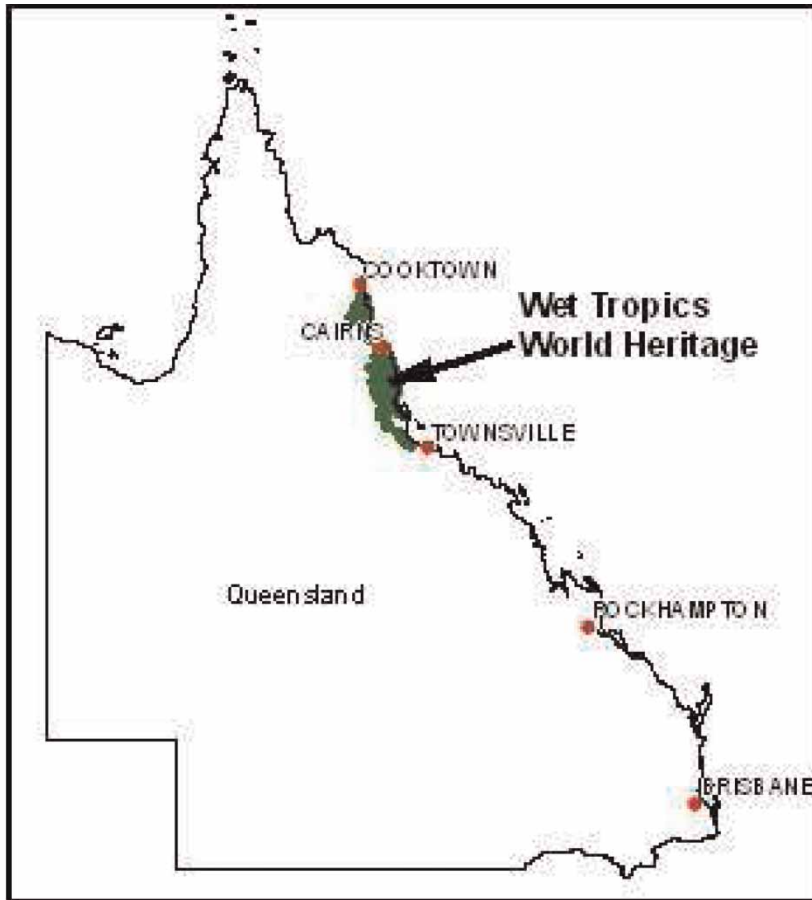 COOKTOWN
Wet Tropics
World Heritage
CAIRNS
TOWNSVILLE
Queensland
ROCKHAMPTON
BRISBANE